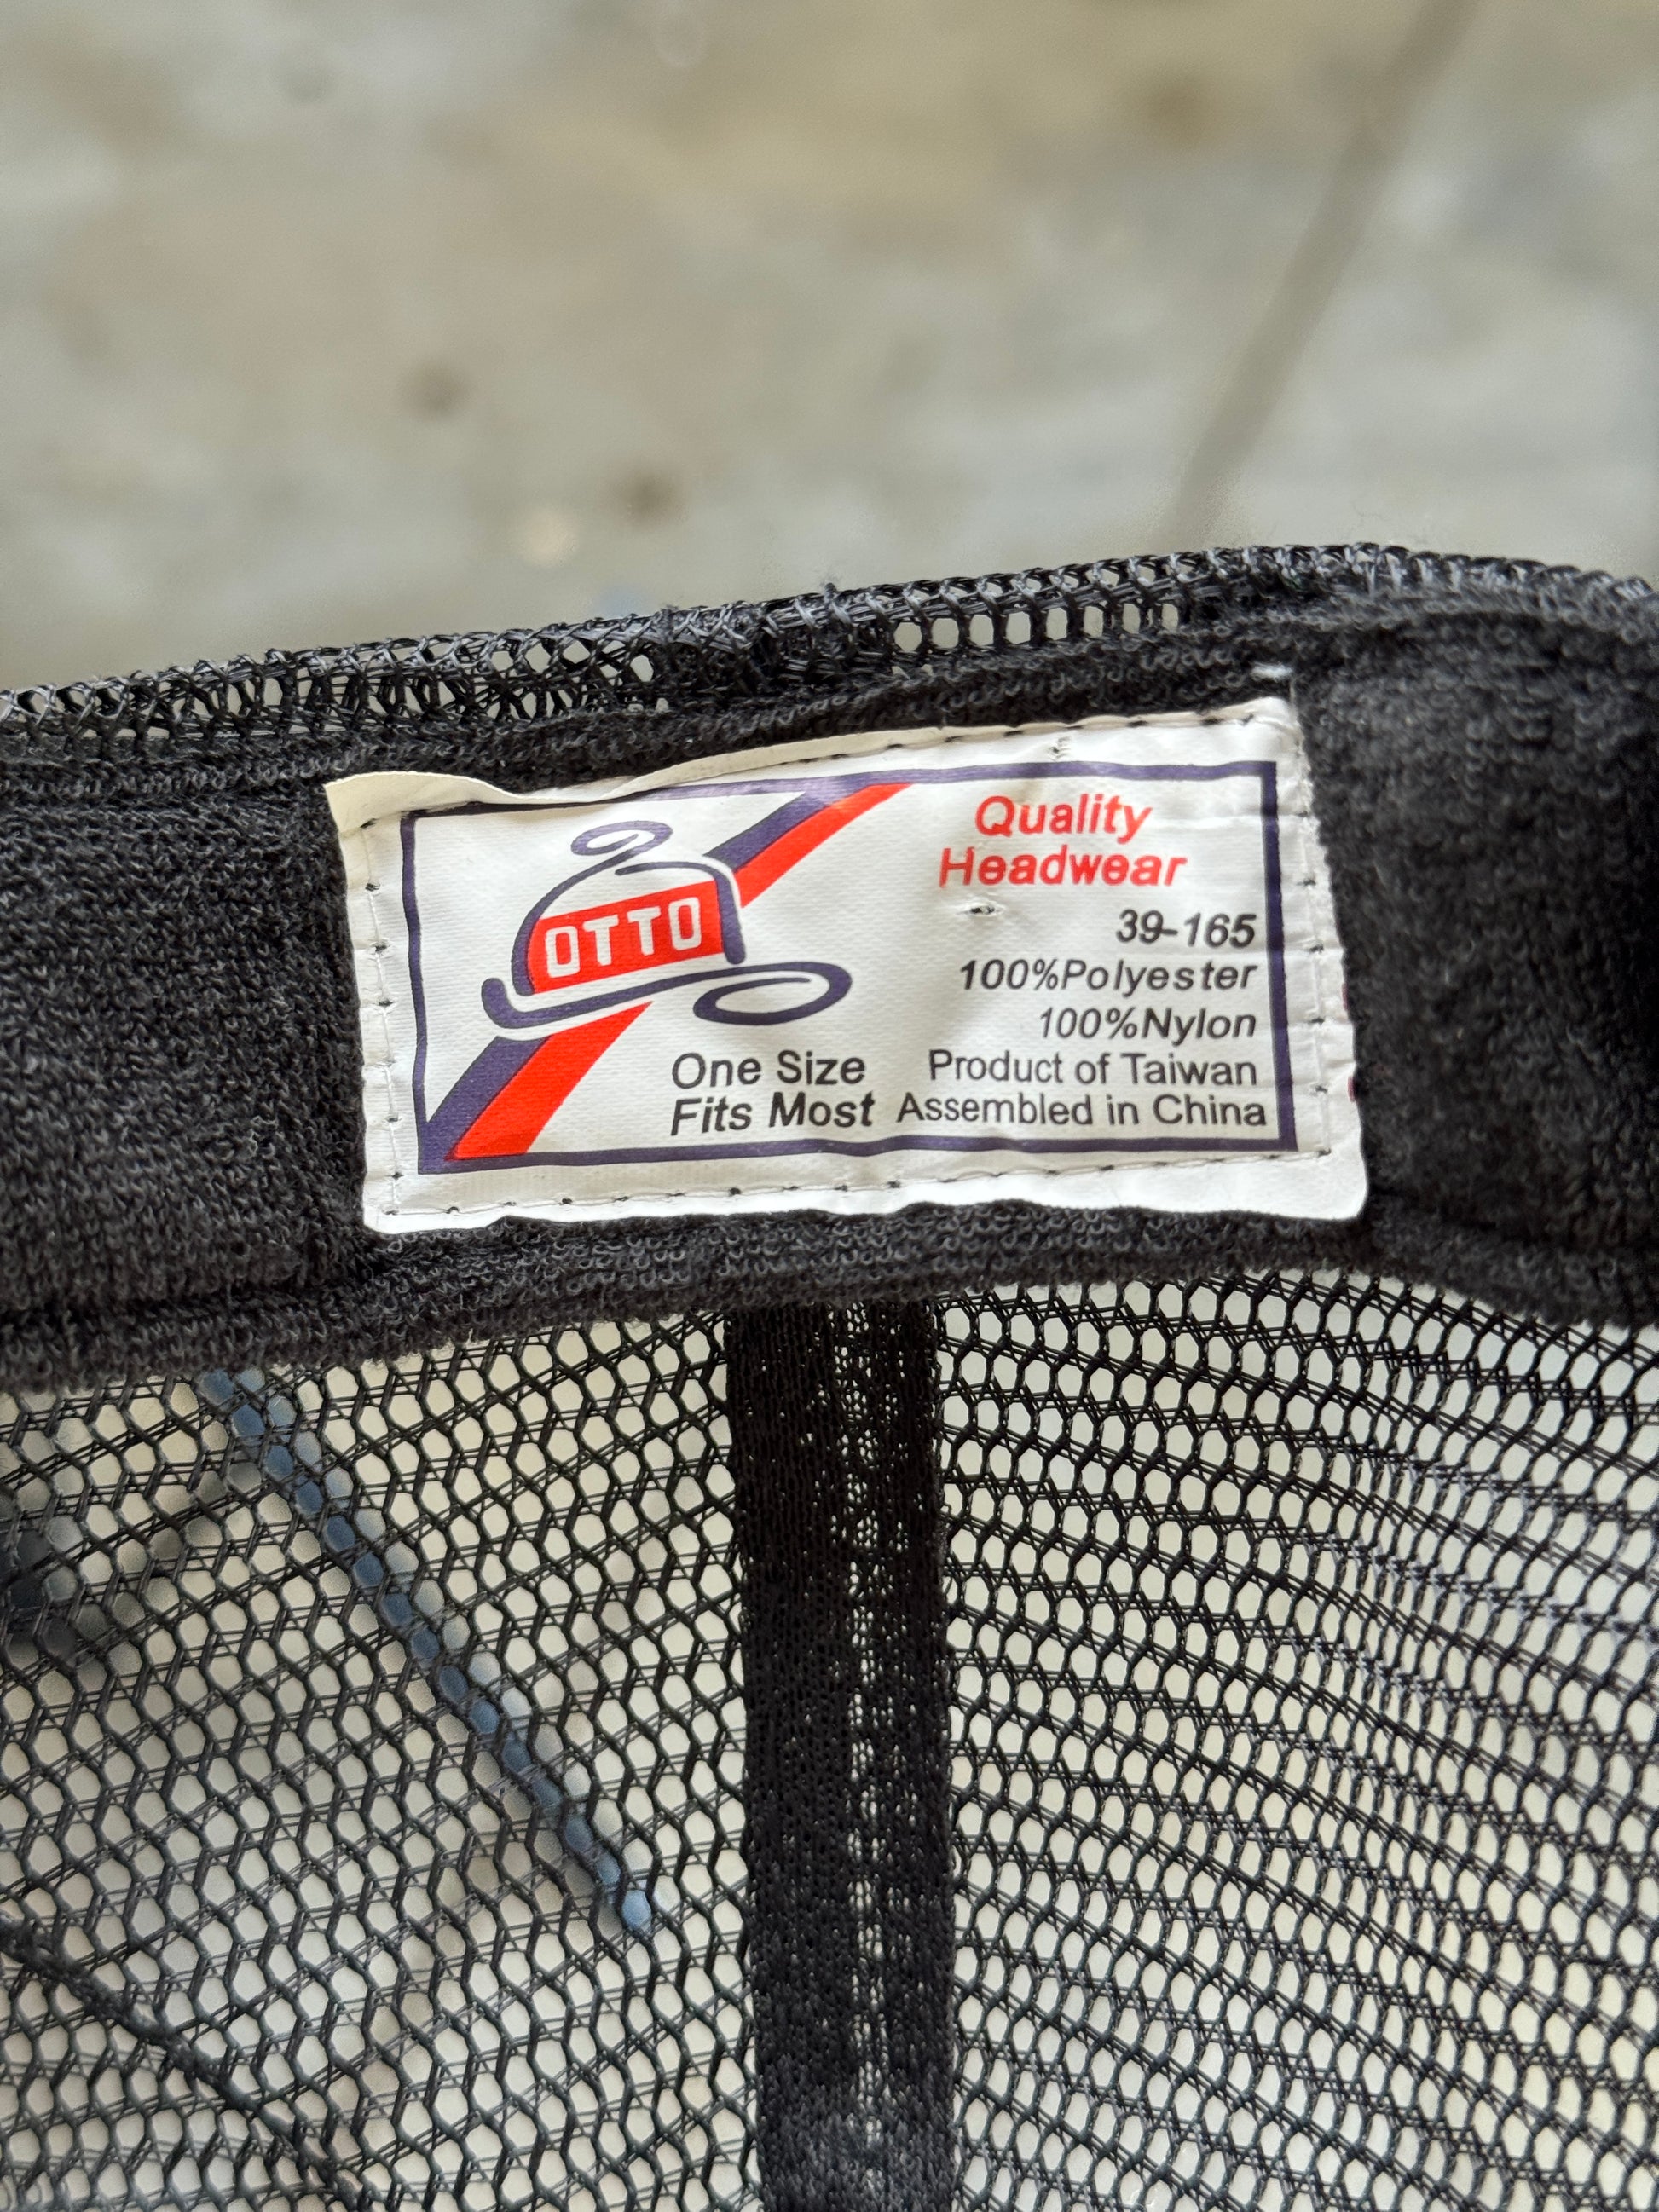 OTTO
Quality
Headwear
39-165
100%Polyester
100%Nylon
One Size
Fits Most
Product of Taiwan
Assembled in China